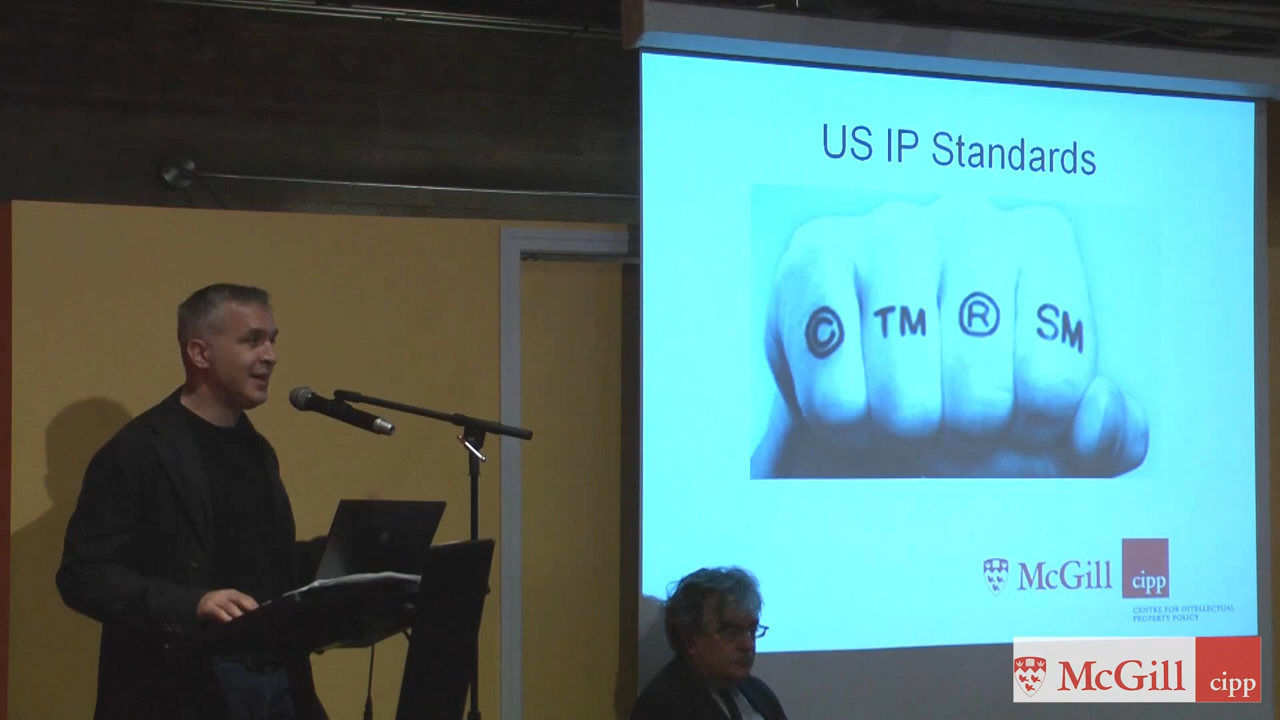 US IP Standards
© TM ® SM
McGill cipp
CENTRE FOR INTELLECTUAL
PROPERTY POLICY
McGill cipp